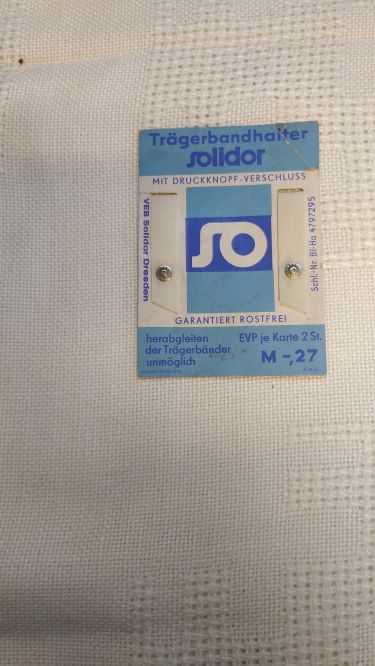 Trägerbandhalter
solidor
MIT DRUCKKNOPF-VERSCHLUSS
VEB Solidor Dresden
so
Schl.-Nr. Bl-Ha 4797295
GARANTIERT ROSTFREI
herabgleiten
der Trägerbänder
unmöglich
EVP je Karte 2 St.
M -,27